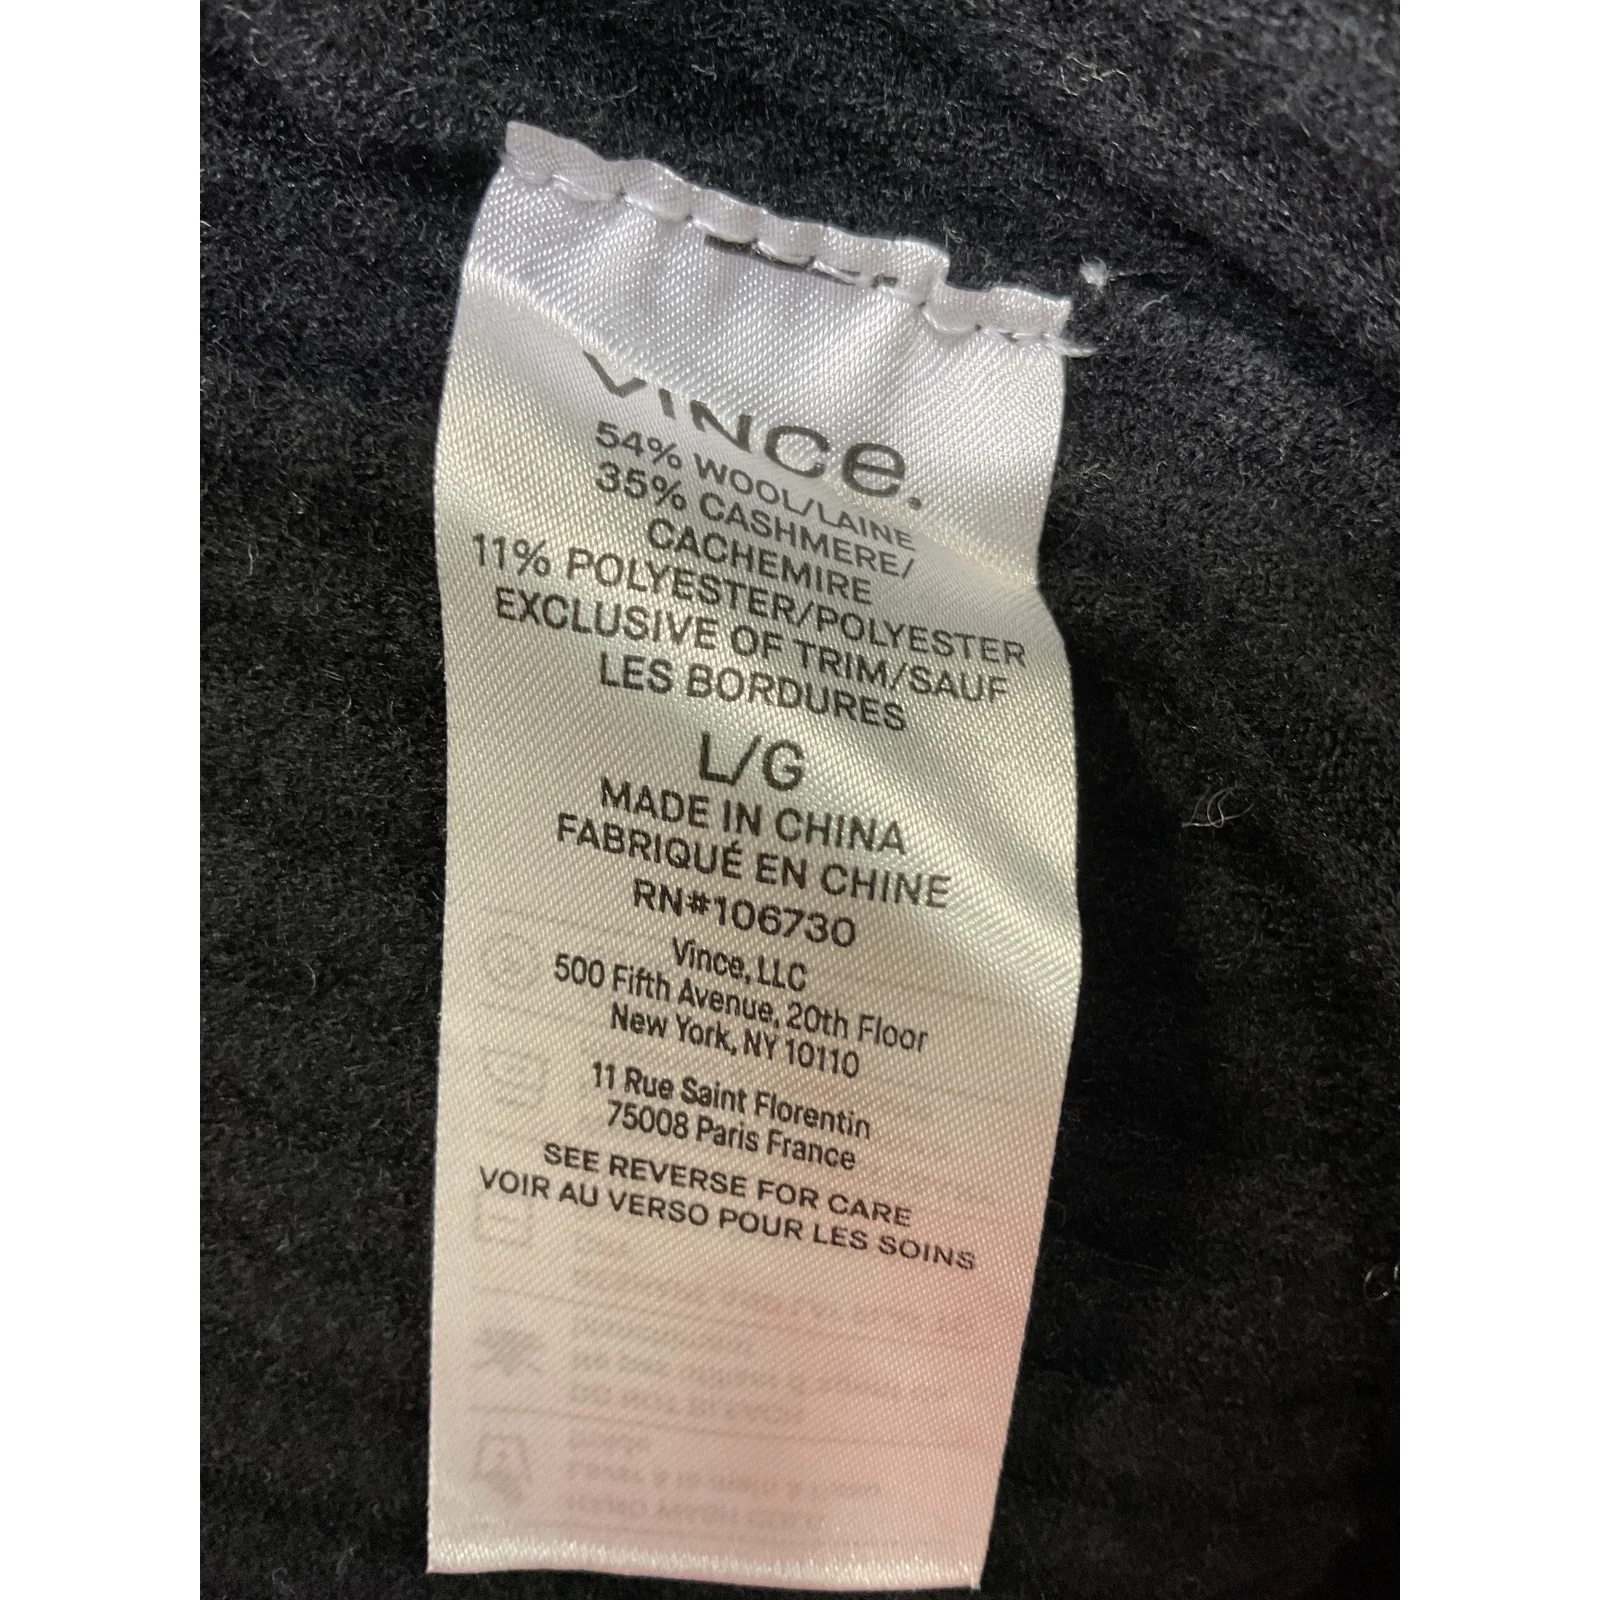 VINCe.
54% WOOL/LAINE
35% CASHMERE/
CACHEMIRE
11% POLYESTER/POLYESTER
EXCLUSIVE OF TRIM/SAUF
LES BORDURES
L/G
MADE IN CHINA
FABRIQUÉ EN CHINE
RN#106730
Vince, LLC
500 Fifth Avenue, 20th Floor
New York, NY 10110
11 Rue Saint Florentin
75008 Paris France
SEE REVERSE FOR CARE
VOIR AU VERSO POUR LES SOINS